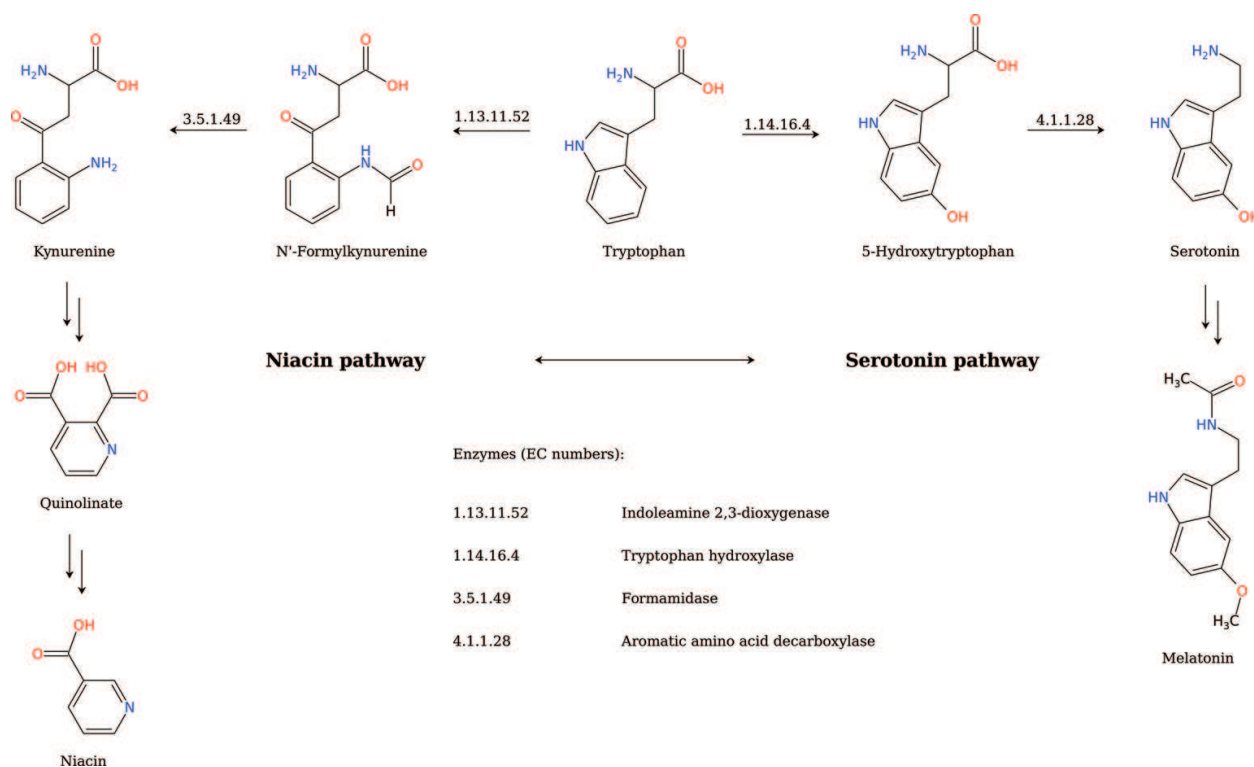 O
OH
H₂N
O
NH₂
Kynurenine
3.5.1.49
O
OH
H₂N
O
H
N
O
H
N'-Formylkynurenine
1.13.11.52
O
OH
H₂N
HN
Tryptophan
1.14.16.4
O
OH
H₂N
HN
OH
5-Hydroxytryptophan
4.1.1.28
H₂N
HN
OH
Serotonin
Niacin pathway
Serotonin pathway
OH
HO
O
O
N
Quinolinate
H₃C
O
HN
HN
O
H₃C
Melatonin
Enzymes (EC numbers):
1.13.11.52 Indoleamine 2,3-dioxygenase
1.14.16.4 Tryptophan hydroxylase
3.5.1.49 Formamidase
4.1.1.28 Aromatic amino acid decarboxylase
OH
O
N
Niacin